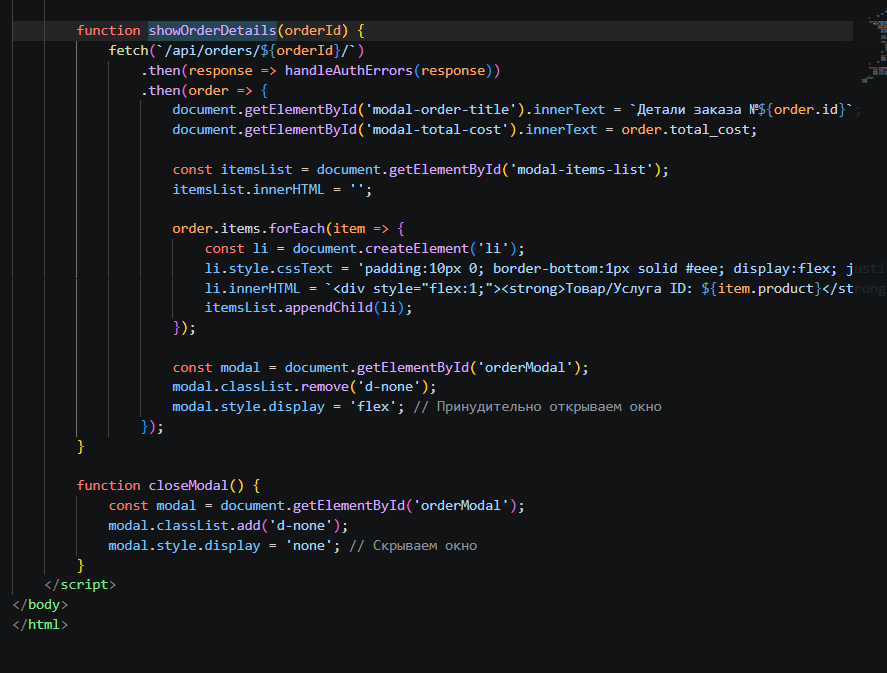 function showOrderDetails(orderId) {
fetch(`/api/orders/${orderId}/`)
.then(response => handleAuthErrors(response))
.then(order => {
document.getElementById('modal-order-title').innerText = `Детали заказа №${order.id}`;
document.getElementById('modal-total-cost').innerText = order.total_cost;
const itemsList = document.getElementById('modal-items-list');
itemsList.innerHTML = '';
order.items.forEach(item => {
const li = document.createElement('li');
li.style.cssText = 'padding:10px 0; border-bottom:1px solid #eee; display:flex; justi
li.innerHTML = `<div style="flex:1;"><strong>Товар/Услуга ID: ${item.product}</strong
itemsList.appendChild(li);
});
const modal = document.getElementById('orderModal');
modal.classList.remove('d-none');
modal.style.display = 'flex'; // Принудительно открываем окно
});
}
function closeModal() {
const modal = document.getElementById('orderModal');
modal.classList.add('d-none');
modal.style.display = 'none'; // Скрываем окно
}
</script>
</body>
</html>